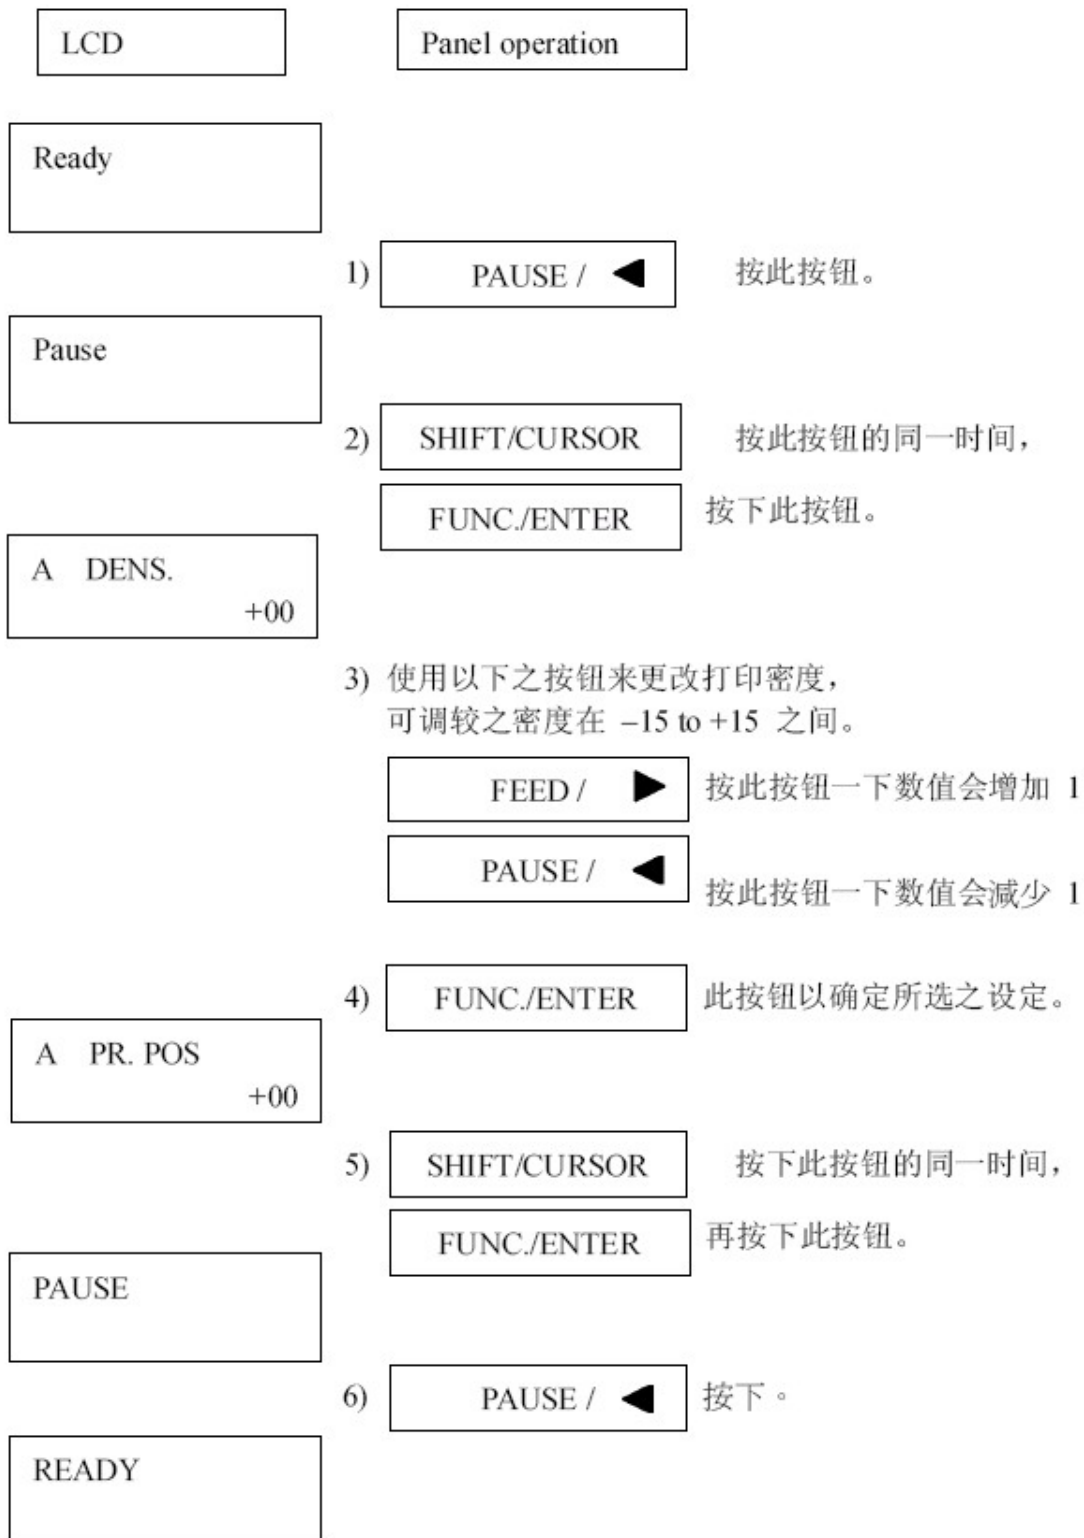 LCD
Panel operation
Ready
1) PAUSE / ◀ 按此按钮。
Pause
2) SHIFT/CURSOR 按此按钮的同一时间，
FUNC./ENTER 按下此按钮。
A DENS.
+00
3) 使用以下之按钮来更改打印密度，
可调较之密度在 –15 to +15 之间。
FEED / ▶ 按此按钮一下数值会增加 1
PAUSE / ◀ 按此按钮一下数值会减少 1
4) FUNC./ENTER 此按钮以确定所选之设定。
A PR. POS
+00
5) SHIFT/CURSOR 按下此按钮的同一时间，
FUNC./ENTER 再按下此按钮。
PAUSE
6) PAUSE / ◀ 按下。
READY